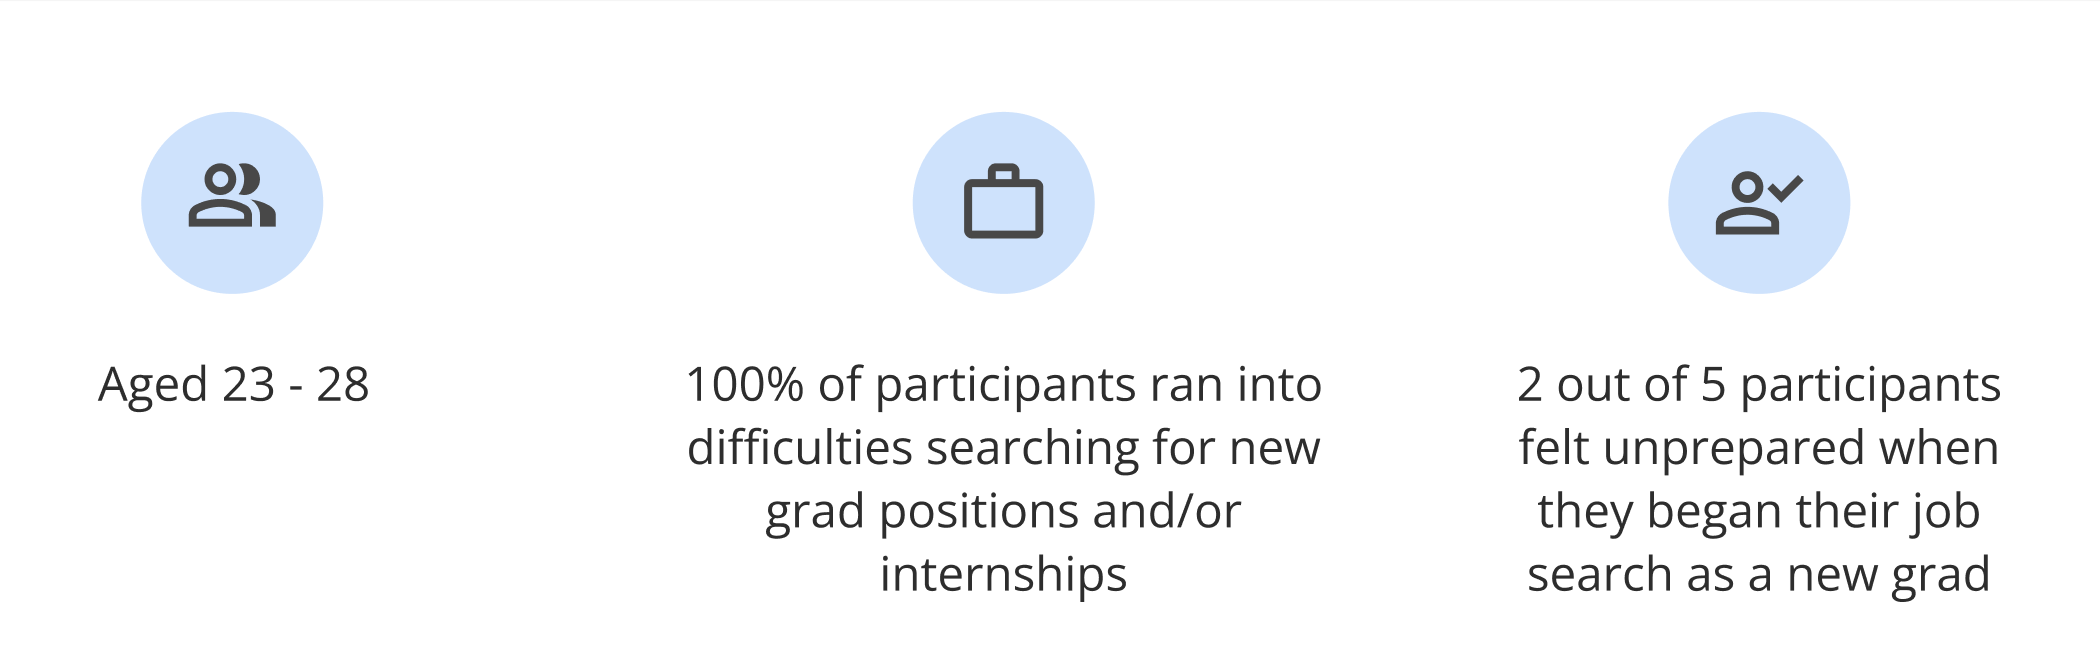 Aged 23 - 28
100% of participants ran into
difficulties searching for new
grad positions and/or
internships
2 out of 5 participants
felt unprepared when
they began their job
search as a new grad